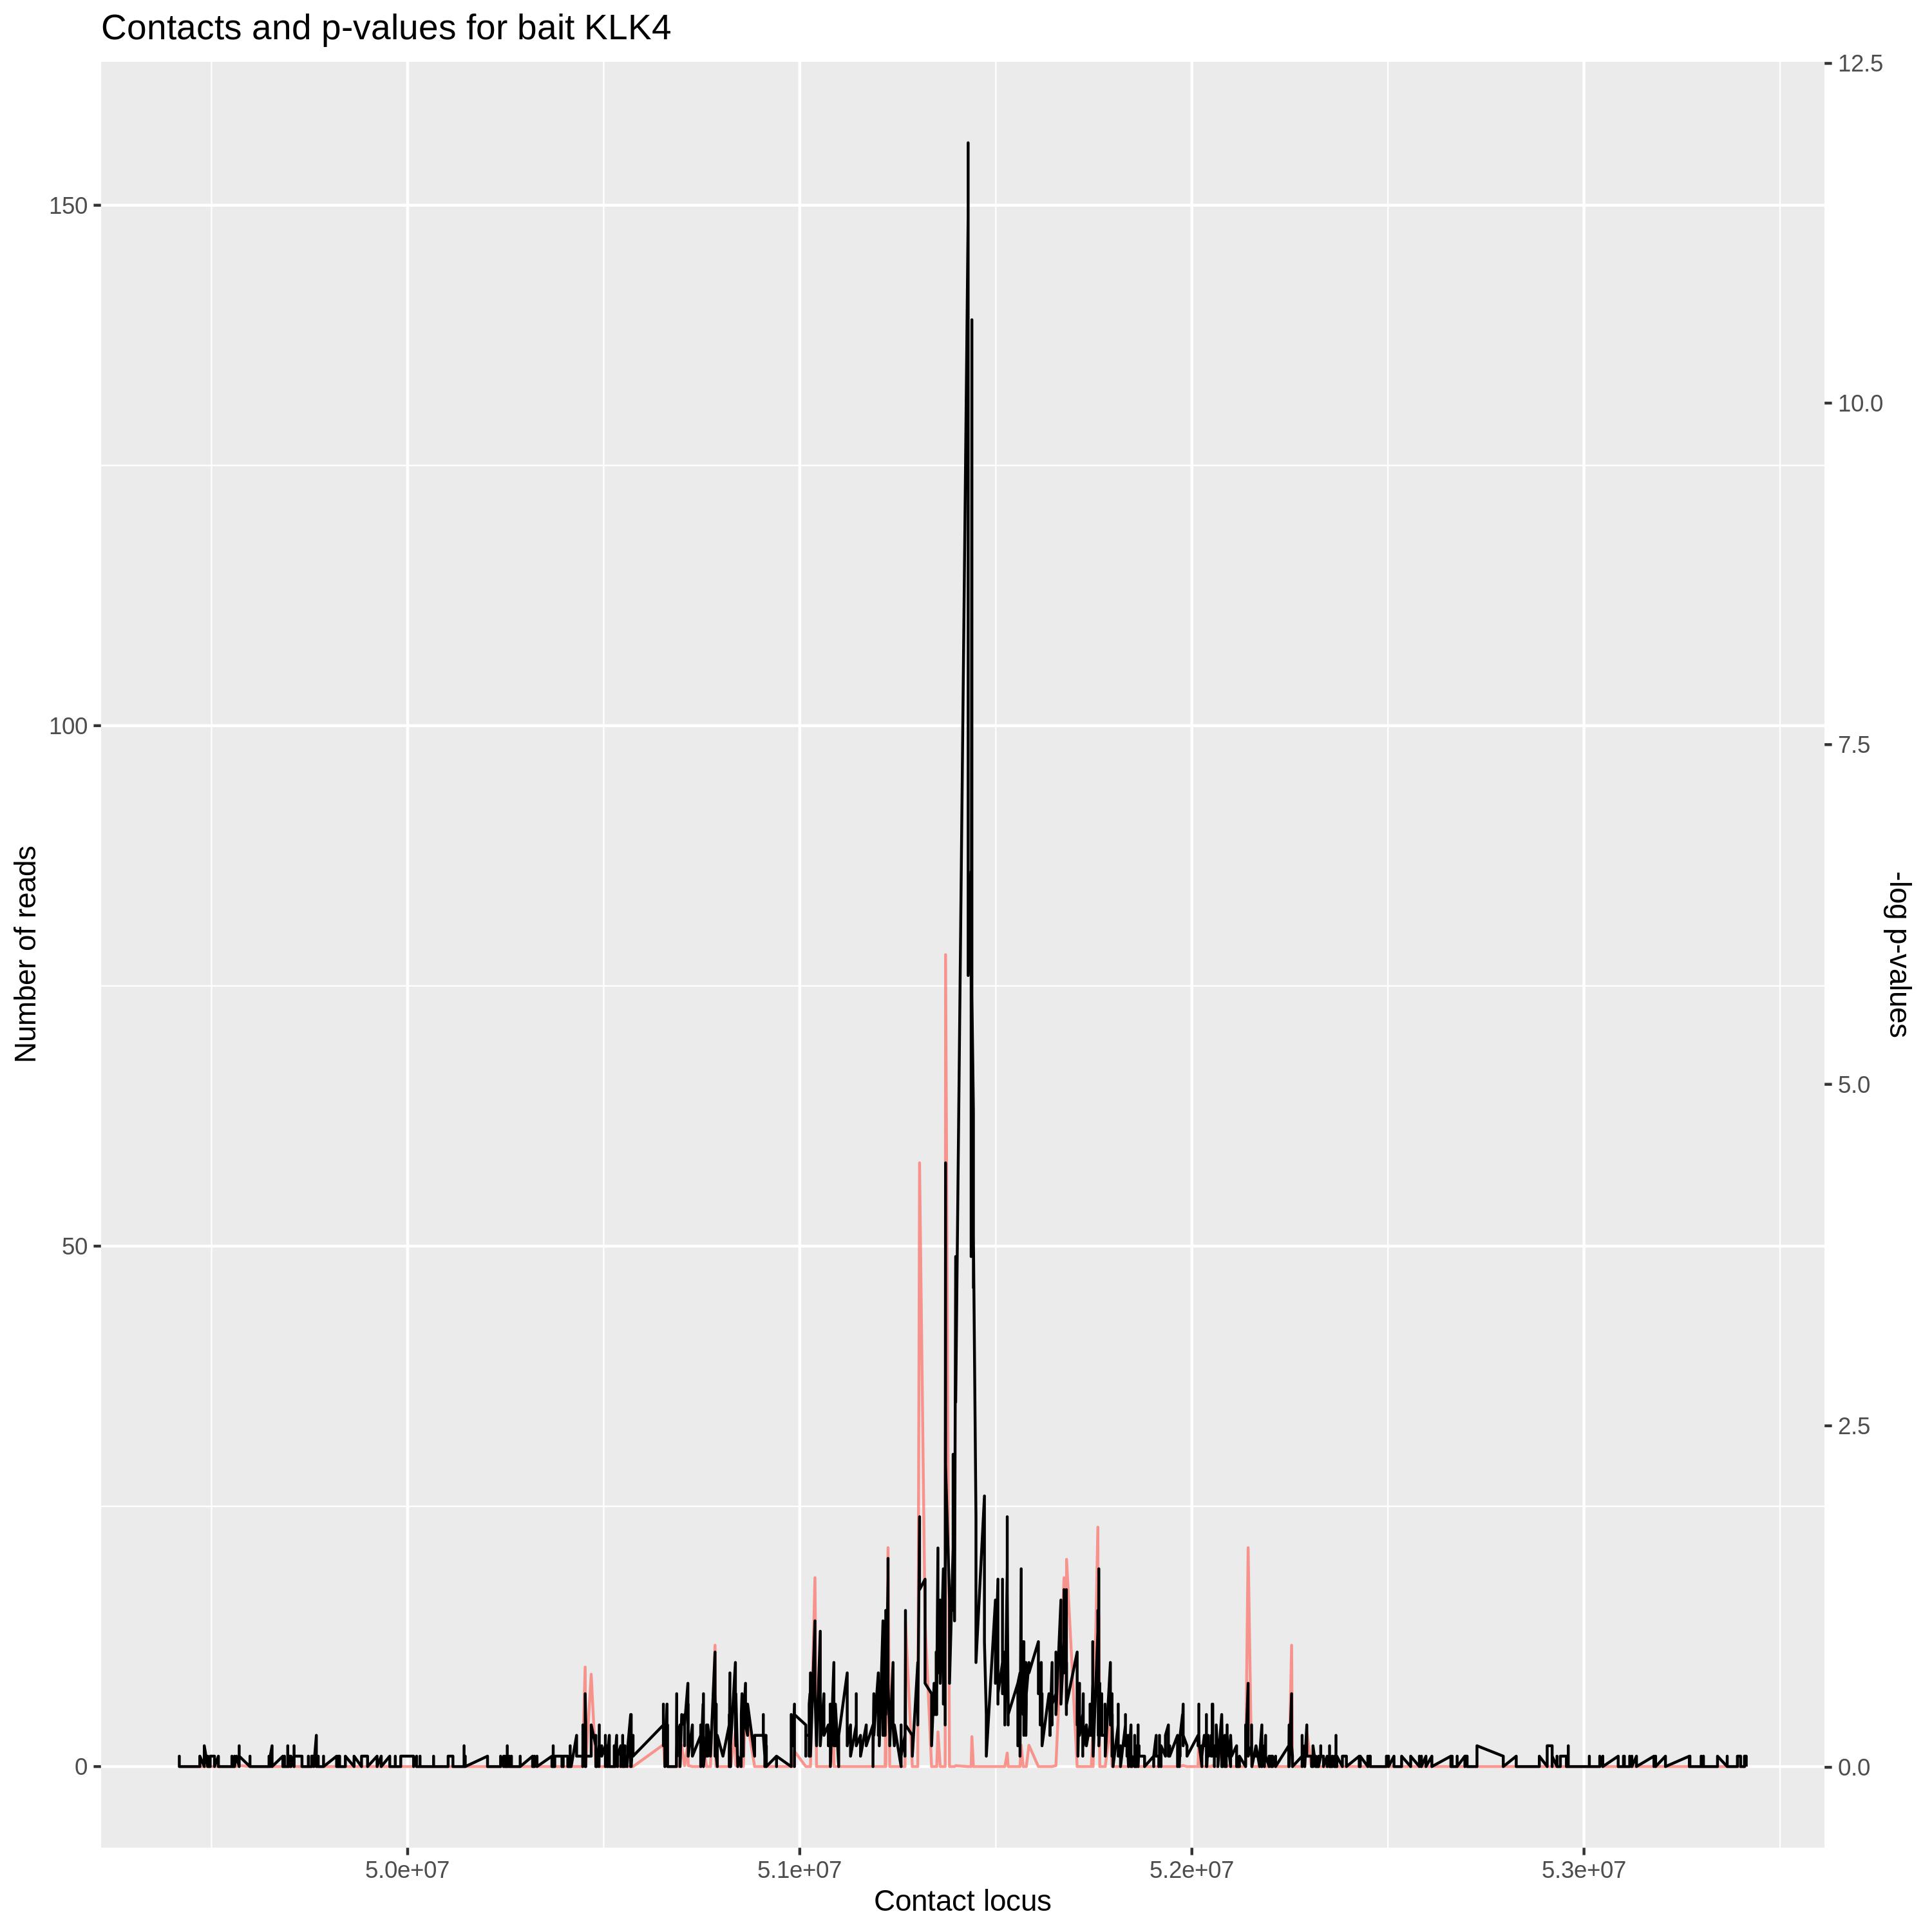 Contacts and p-values for bait KLK4
12.5
150
10.0
100
7.5
Number of reads
-log p-values
5.0
50
2.5
0
0.0
5.0e+07
5.1e+07
5.2e+07
5.3e+07
Contact locus